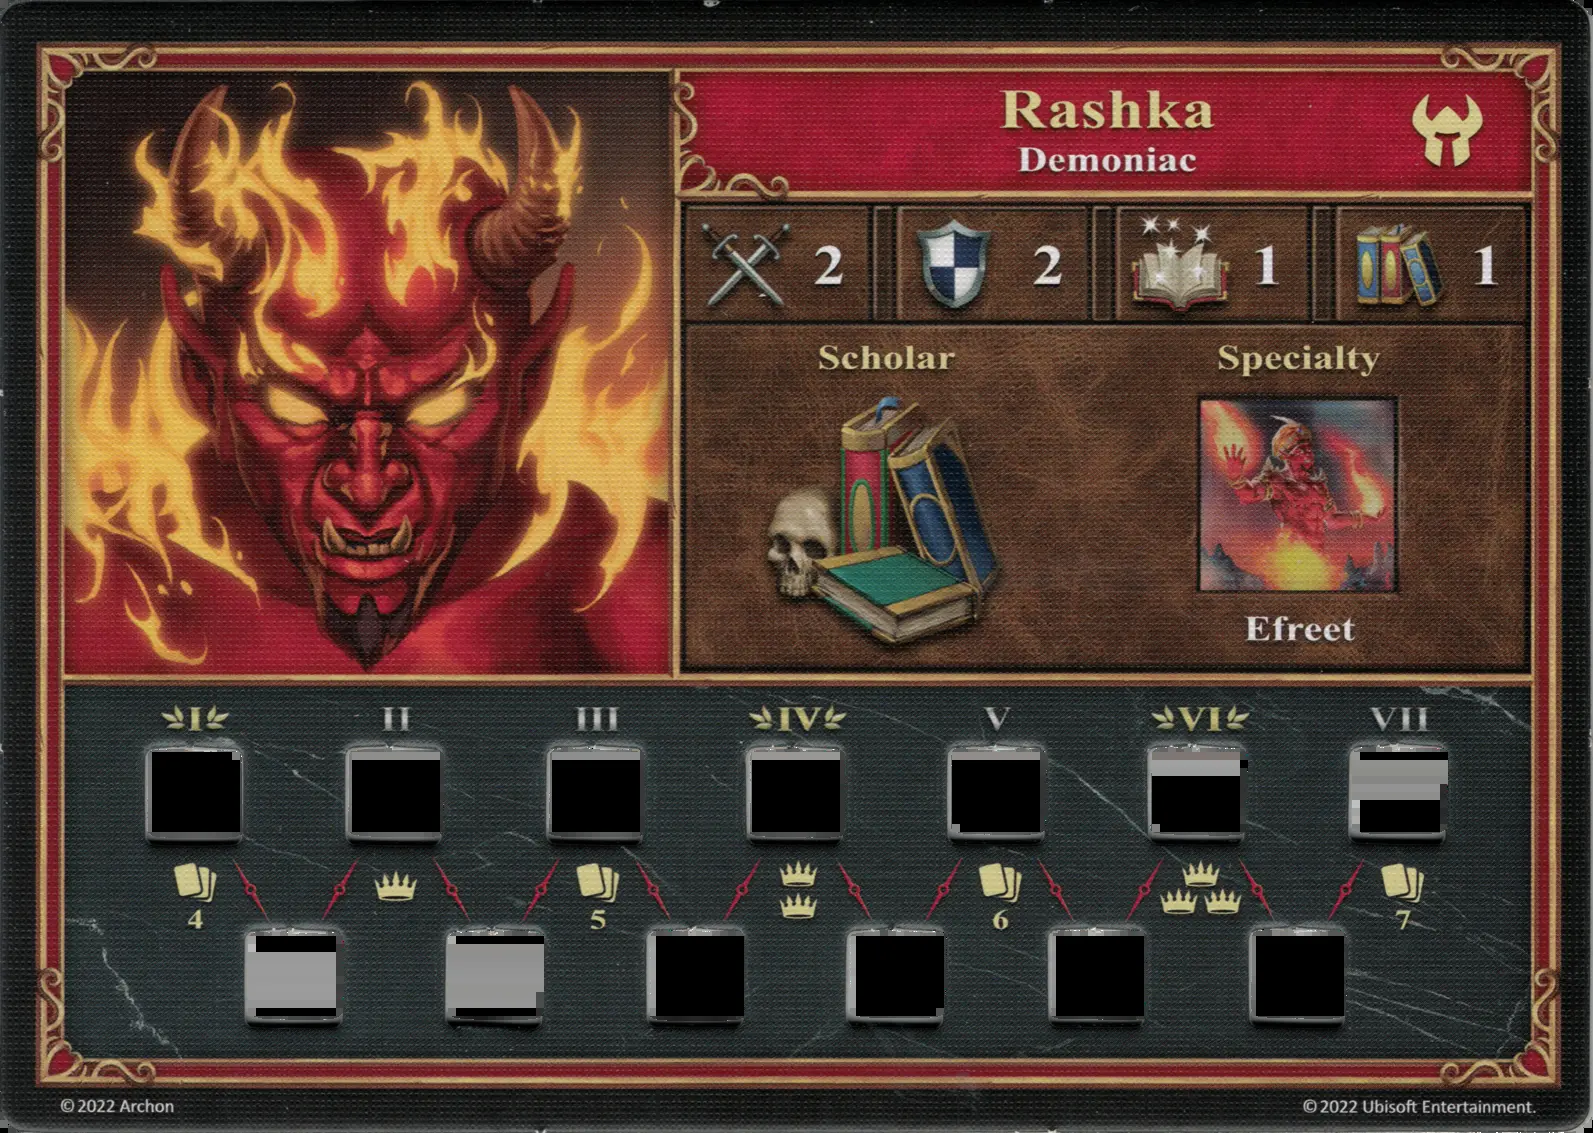 Rashka
Demoniac
2 2 1 1
Scholar Specialty
Efreet
I II III IV V VI VII
4 5 6 7
©2022 Archon ©2022 Ubisoft Entertainment.